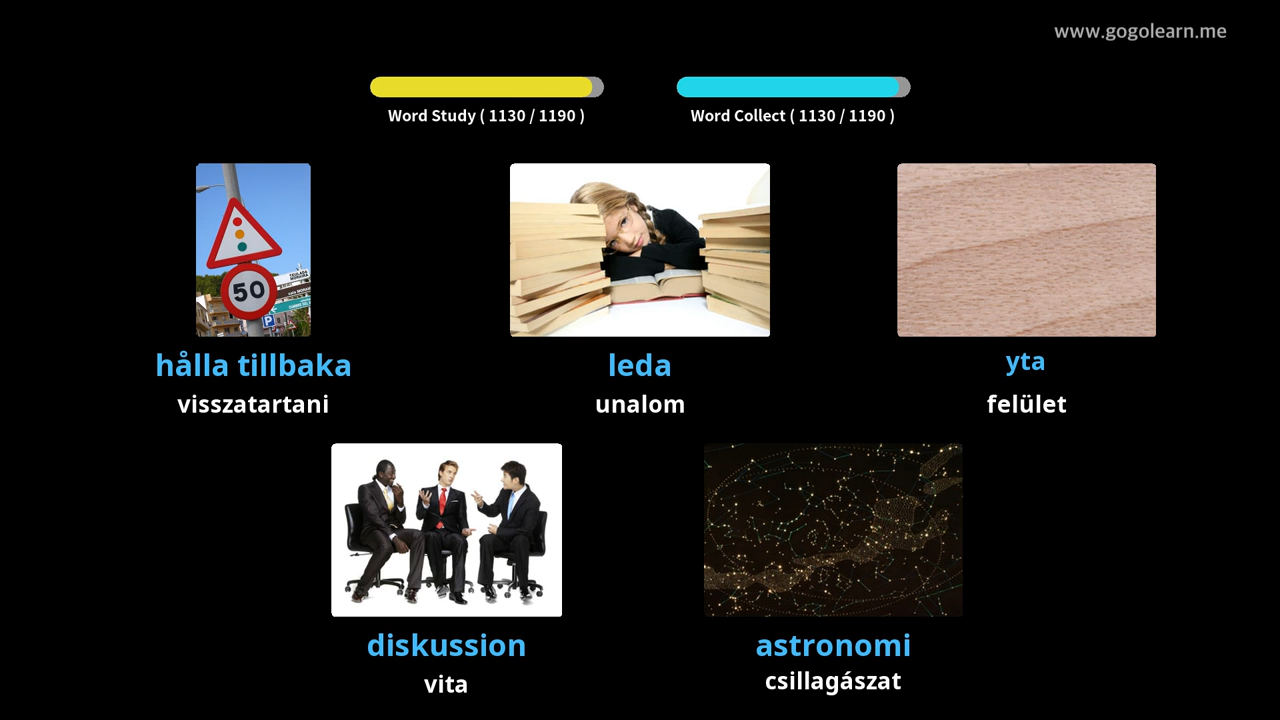 www.gogolearn.me
Word Study ( 1130 / 1190 )
Word Collect ( 1130 / 1190 )
50
P
hålla tillbaka
leda
yta
visszatartani
unalom
felület
diskussion
astronomi
vita
csillagászat